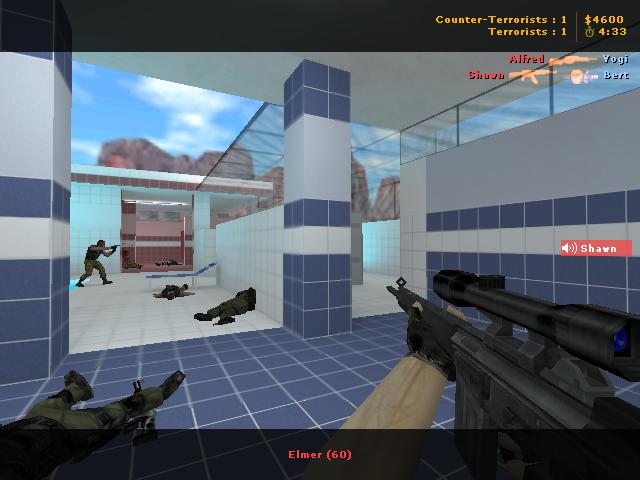 Counter-Terrorists : 1 $4600
Terrorists : 1 4:33
Alfred Yogi
Shawn Bert
Shawn
Elmer (60)